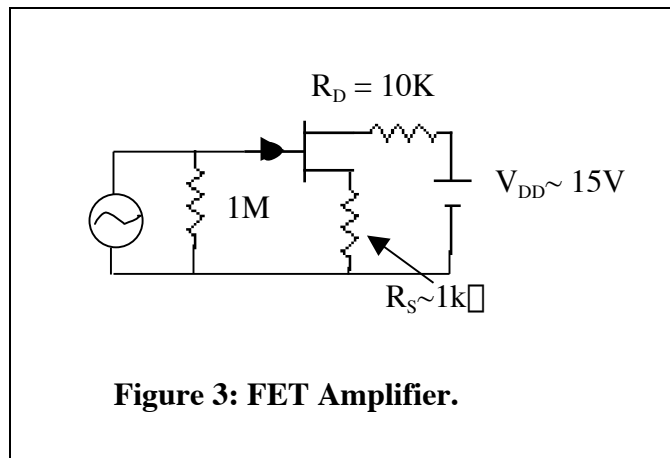 R_D = 10K
1M
V_DD~ 15V
R_S~1k▯
Figure 3: FET Amplifier.